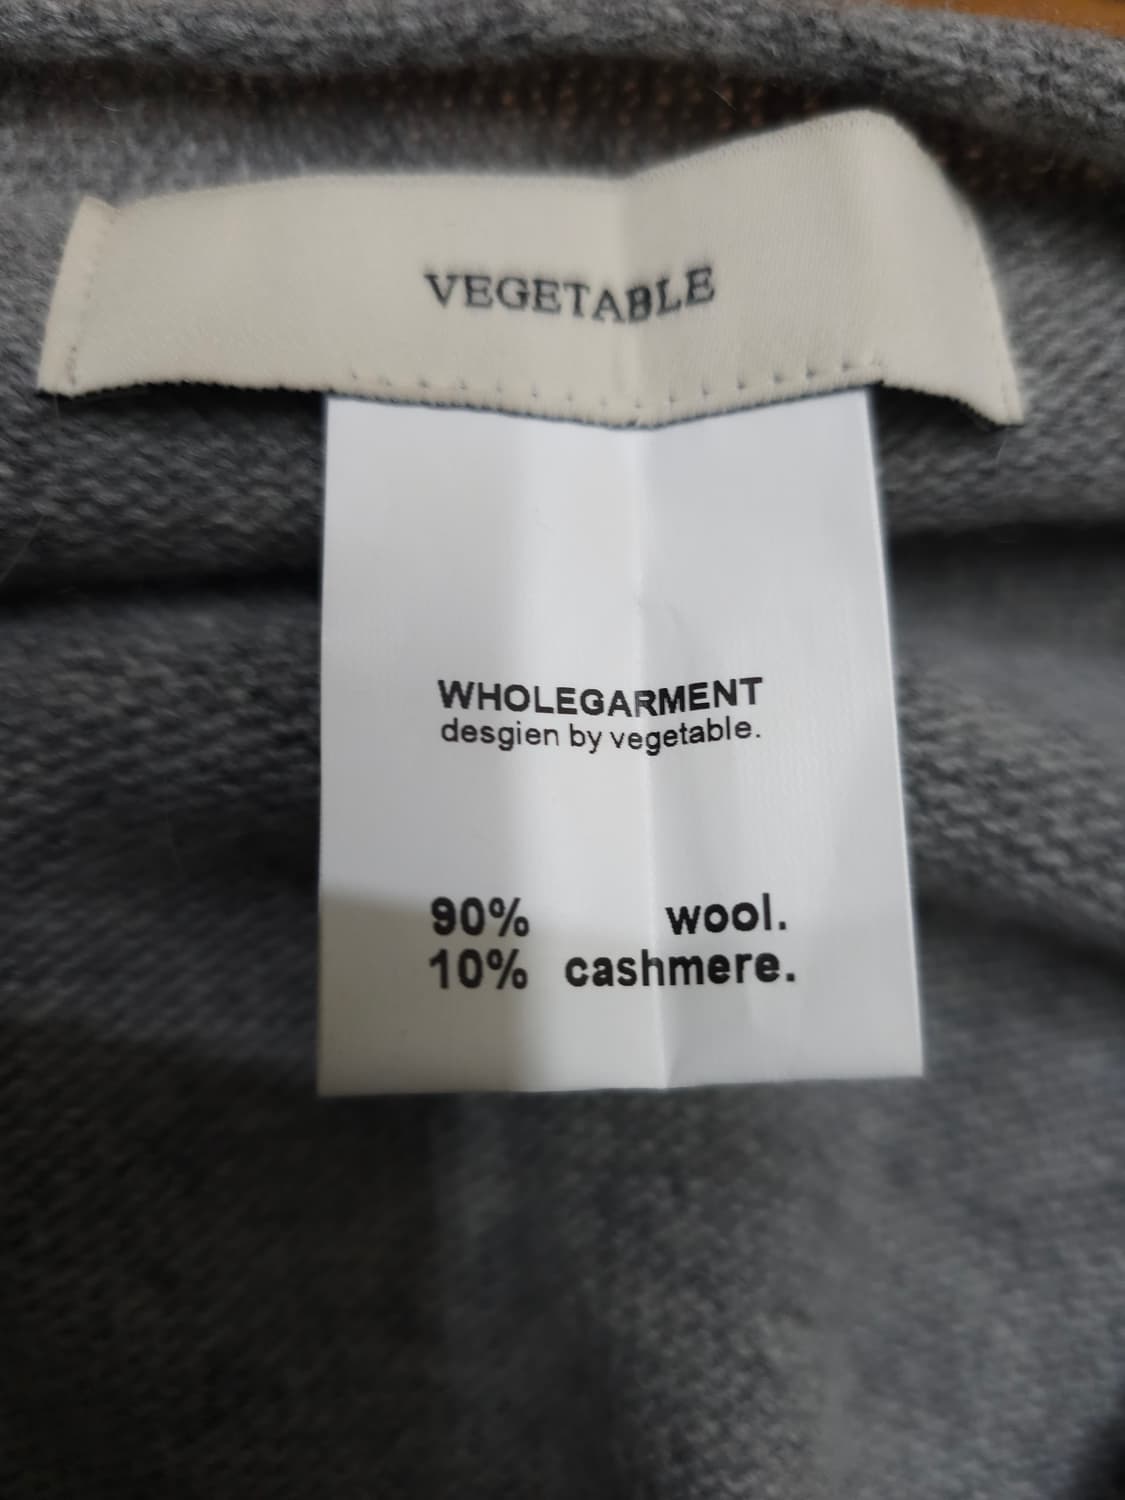 VEGETABLE
WHOLEGARMENT
desgien by vegetable.
90% wool.
10% cashmere.